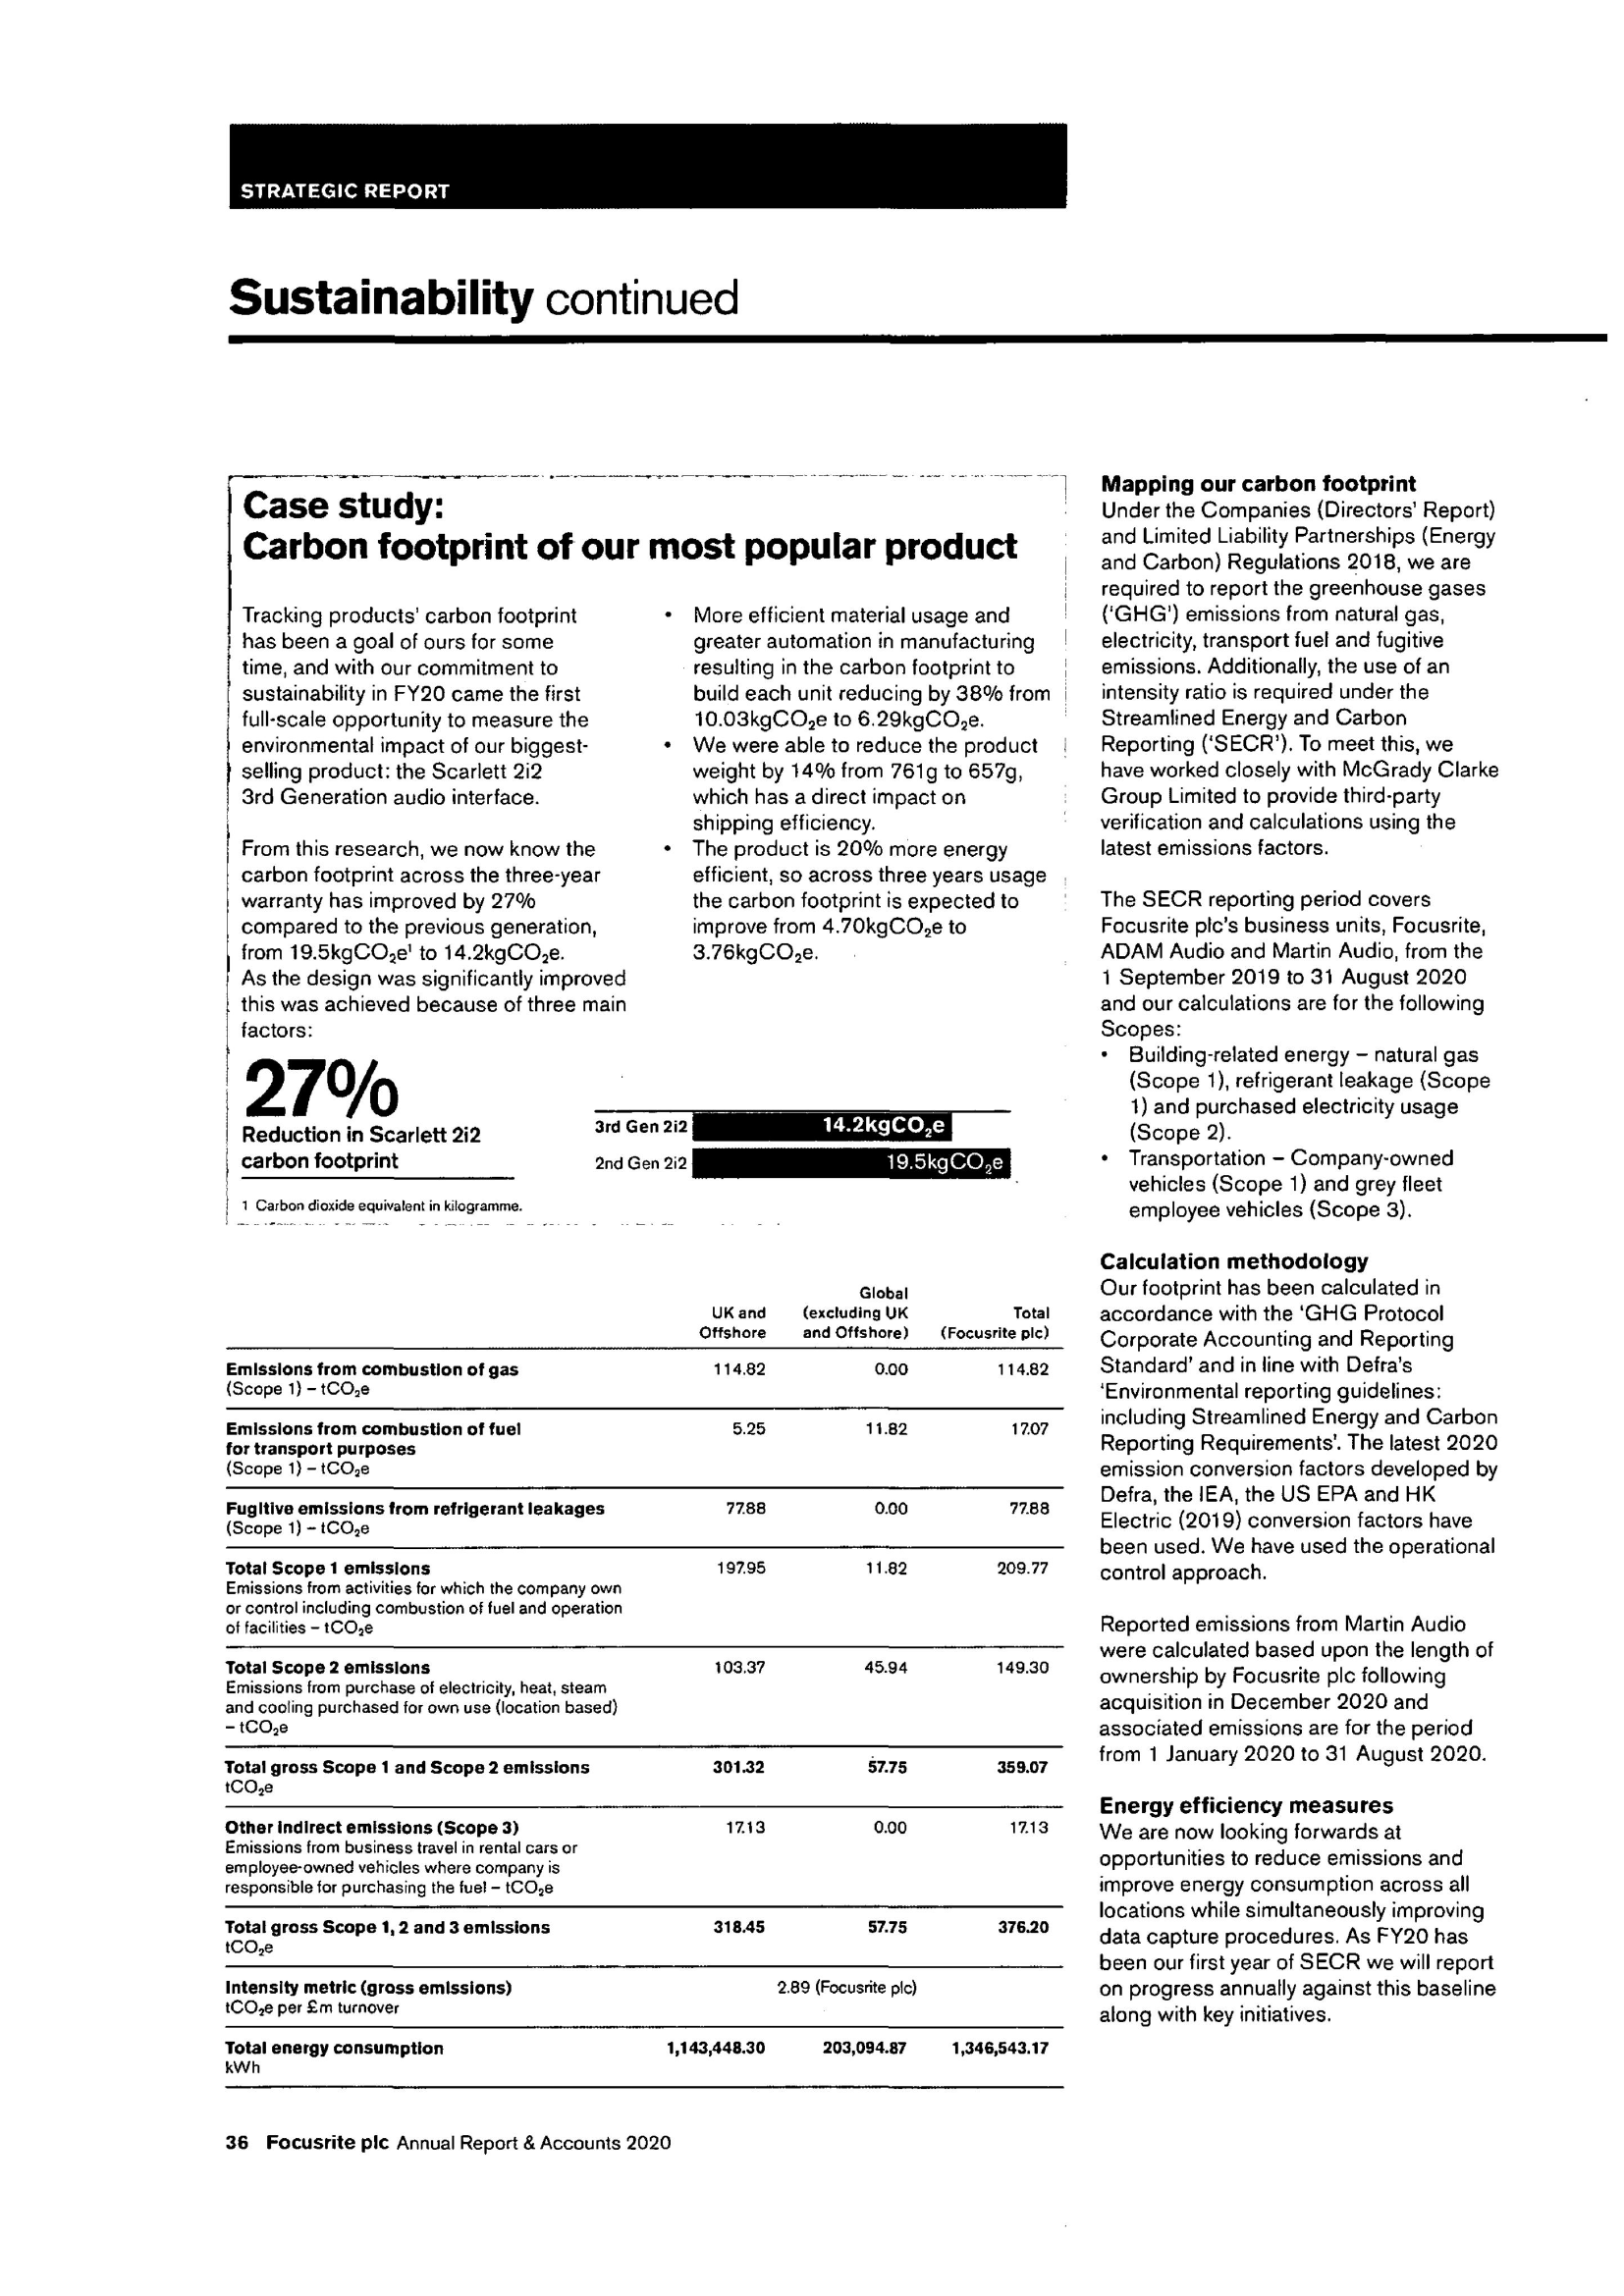 STRATEGIC REPORT
Sustainability continued
Case study:
Carbon footprint of our most popular product
Tracking products' carbon footprint
has been a goal of ours for some
time, and with our commitment to
sustainability in FY20 came the first
full-scale opportunity to measure the
environmental impact of our biggest-
selling product: the Scarlett 2i2
3rd Generation audio interface.
From this research, we now know the
carbon footprint across the three-year
warranty has improved by 27%
compared to the previous generation,
from 19.5kgCO₂e¹ to 14.2kgCO₂e.
As the design was significantly improved
this was achieved because of three main
factors:
• More efficient material usage and
greater automation in manufacturing
resulting in the carbon footprint to
build each unit reducing by 38% from
10.03kgCO₂e to 6.29kgCO₂e.
• We were able to reduce the product
weight by 14% from 761g to 657g,
which has a direct impact on
shipping efficiency.
• The product is 20% more energy
efficient, so across three years usage
the carbon footprint is expected to
improve from 4.70kgCO₂e to
3.76kgCO₂e.
27%
Reduction in Scarlett 2i2
carbon footprint
3rd Gen 2i2 14.2kgCO₂e
2nd Gen 2i2 19.5kgCO₂e
1 Carbon dioxide equivalent in kilogramme.
Global
UK and (excluding UK Total
Offshore and Offshore) (Focusrite plc)
Emissions from combustion of gas 114.82 0.00 114.82
(Scope 1) – tCO₂e
Emissions from combustion of fuel 5.25 11.82 17.07
for transport purposes
(Scope 1) – tCO₂e
Fugitive emissions from refrigerant leakages 77.88 0.00 77.88
(Scope 1) – tCO₂e
Total Scope 1 emissions 197.95 11.82 209.77
Emissions from activities for which the company own
or control including combustion of fuel and operation
of facilities – tCO₂e
Total Scope 2 emissions 103.37 45.94 149.30
Emissions from purchase of electricity, heat, steam
and cooling purchased for own use (location based)
– tCO₂e
Total gross Scope 1 and Scope 2 emissions 301.32 57.75 359.07
tCO₂e
Other indirect emissions (Scope 3) 17.13 0.00 17.13
Emissions from business travel in rental cars or
employee-owned vehicles where company is
responsible for purchasing the fuel – tCO₂e
Total gross Scope 1, 2 and 3 emissions 318.45 57.75 376.20
tCO₂e
Intensity metric (gross emissions) 2.89 (Focusrite plc)
tCO₂e per £m turnover
Total energy consumption 1,143,448.30 203,094.87 1,346,543.17
kWh
Mapping our carbon footprint
Under the Companies (Directors' Report)
and Limited Liability Partnerships (Energy
and Carbon) Regulations 2018, we are
required to report the greenhouse gases
('GHG') emissions from natural gas,
electricity, transport fuel and fugitive
emissions. Additionally, the use of an
intensity ratio is required under the
Streamlined Energy and Carbon
Reporting ('SECR'). To meet this, we
have worked closely with McGrady Clarke
Group Limited to provide third-party
verification and calculations using the
latest emissions factors.
The SECR reporting period covers
Focusrite plc's business units, Focusrite,
ADAM Audio and Martin Audio, from the
1 September 2019 to 31 August 2020
and our calculations are for the following
Scopes:
• Building-related energy – natural gas
(Scope 1), refrigerant leakage (Scope
1) and purchased electricity usage
(Scope 2).
• Transportation – Company-owned
vehicles (Scope 1) and grey fleet
employee vehicles (Scope 3).
Calculation methodology
Our footprint has been calculated in
accordance with the 'GHG Protocol
Corporate Accounting and Reporting
Standard' and in line with Defra's
'Environmental reporting guidelines:
including Streamlined Energy and Carbon
Reporting Requirements'. The latest 2020
emission conversion factors developed by
Defra, the IEA, the US EPA and HK
Electric (2019) conversion factors have
been used. We have used the operational
control approach.
Reported emissions from Martin Audio
were calculated based upon the length of
ownership by Focusrite plc following
acquisition in December 2020 and
associated emissions are for the period
from 1 January 2020 to 31 August 2020.
Energy efficiency measures
We are now looking forwards at
opportunities to reduce emissions and
improve energy consumption across all
locations while simultaneously improving
data capture procedures. As FY20 has
been our first year of SECR we will report
on progress annually against this baseline
along with key initiatives.
36 Focusrite plc Annual Report & Accounts 2020